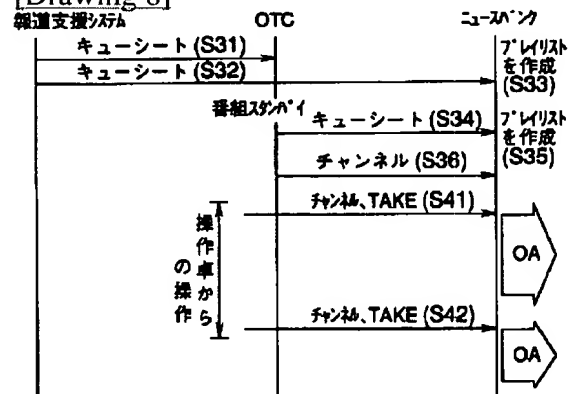 [Drawing 8]
報道支援システム
OTC
ニュースバンク
キューシート (S31)
キューシート (S32)
プレイリスト
を作成
(S33)
番組スタンバイ
キューシート (S34)
プレイリスト
を作成
(S35)
チャンネル (S36)
チャンネル、TAKE (S41)
操作卓から
の操作
OA
チャンネル、TAKE (S42)
OA